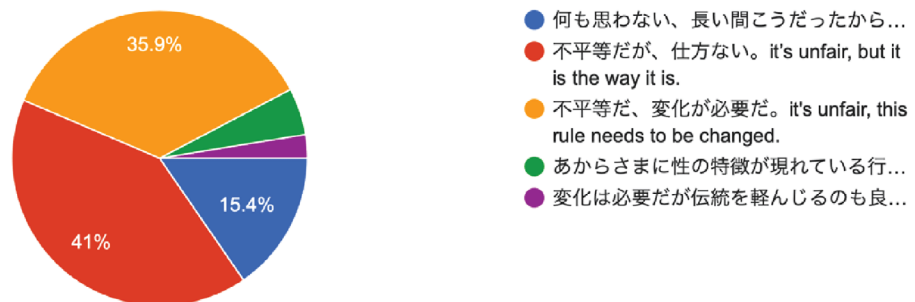 35.9%
41%
15.4%
何も思わない、長い間こうだったから…
不平等だが、仕方ない。it's unfair, but it
is the way it is.
不平等だ、変化が必要だ。it's unfair, this
rule needs to be changed.
あからさまに性の特徴が現れている行…
変化は必要だが伝統を軽んじるのも良…